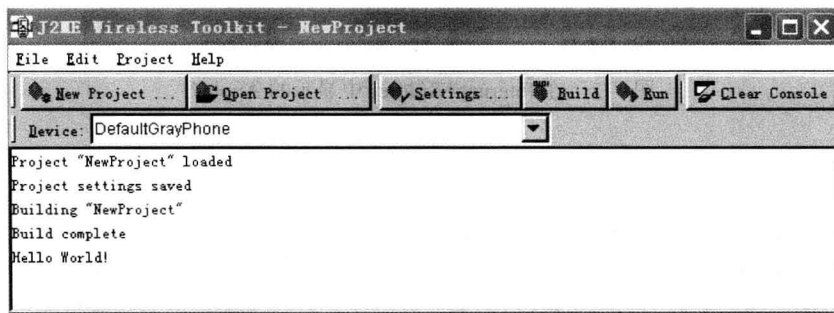 J2ME Wireless Toolkit - NewProject
File Edit Project Help
New Project ... Open Project ... Settings ... Build Run Clear Console
Device: DefaultGrayPhone
Project "NewProject" loaded
Project settings saved
Building "NewProject"
Build complete
Hello World!